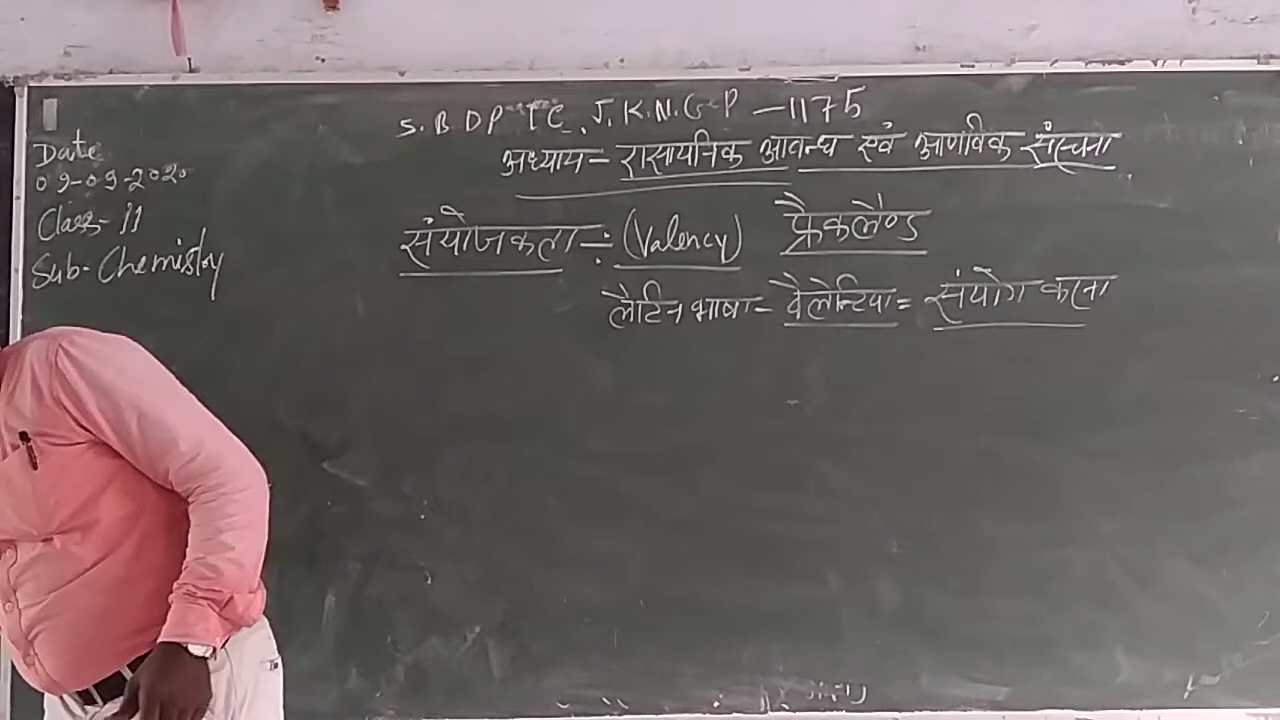 S.B.D.P. I.C. J.K.N.G.P - 1175
अध्याय - रासायनिक आवन्ध एवं आणविक संरचना
Date
09-09-2020
Class - 11
Sub - Chemistry
संयोजकता ÷ (Valency) फ्रैंकलैण्ड
लैटिन भाषा = वैलेन्टिया = संयोग करना